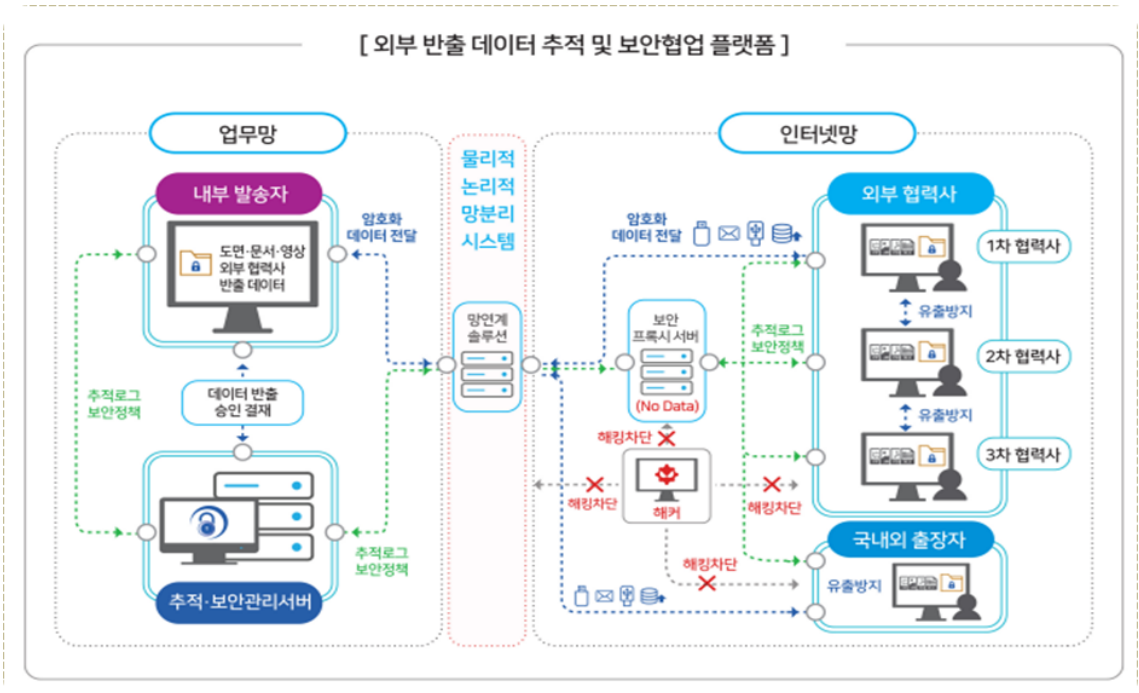 [ 외부 반출 데이터 추적 및 보안협업 플랫폼 ]
업무망
인터넷망
물리적
논리적
망분리
시스템
내부 발송자
도면·문서·영상
외부 협력사
반출 데이터
암호화
데이터 전달
추적로그
보안정책
데이터 반출
승인 결재
추적로그
보안정책
추적·보안관리서버
망연계
솔루션
암호화
데이터 전달
보안
프록시 서버
(No Data)
추적로그
보안정책
해킹차단
해킹차단
해커
해킹차단
해킹차단
외부 협력사
1차 협력사
유출방지
2차 협력사
유출방지
3차 협력사
국내외 출장자
유출방지